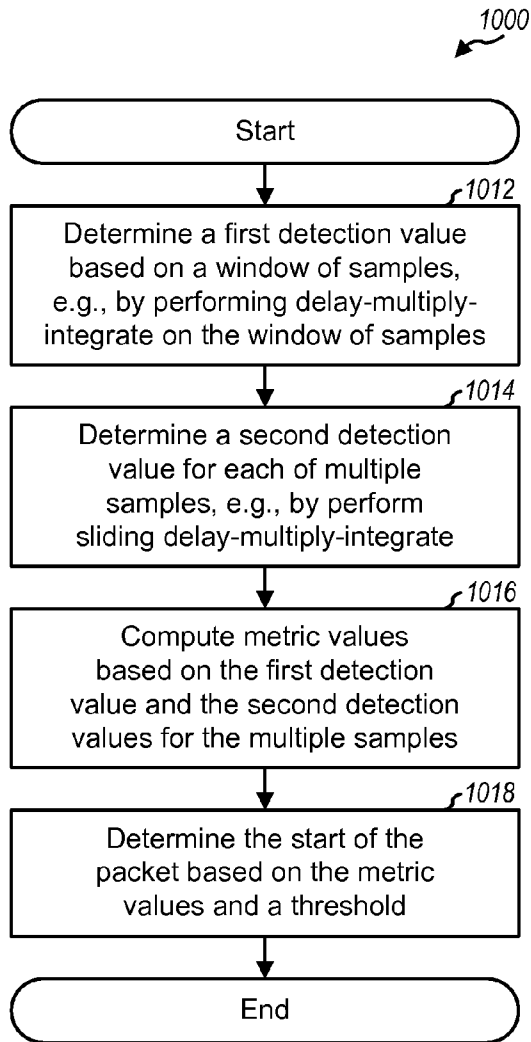 1000
Start
1012
Determine a first detection value
based on a window of samples,
e.g., by performing delay-multiply-
integrate on the window of samples
1014
Determine a second detection
value for each of multiple
samples, e.g., by perform
sliding delay-multiply-integrate
1016
Compute metric values
based on the first detection
value and the second detection
values for the multiple samples
1018
Determine the start of the
packet based on the metric
values and a threshold
End